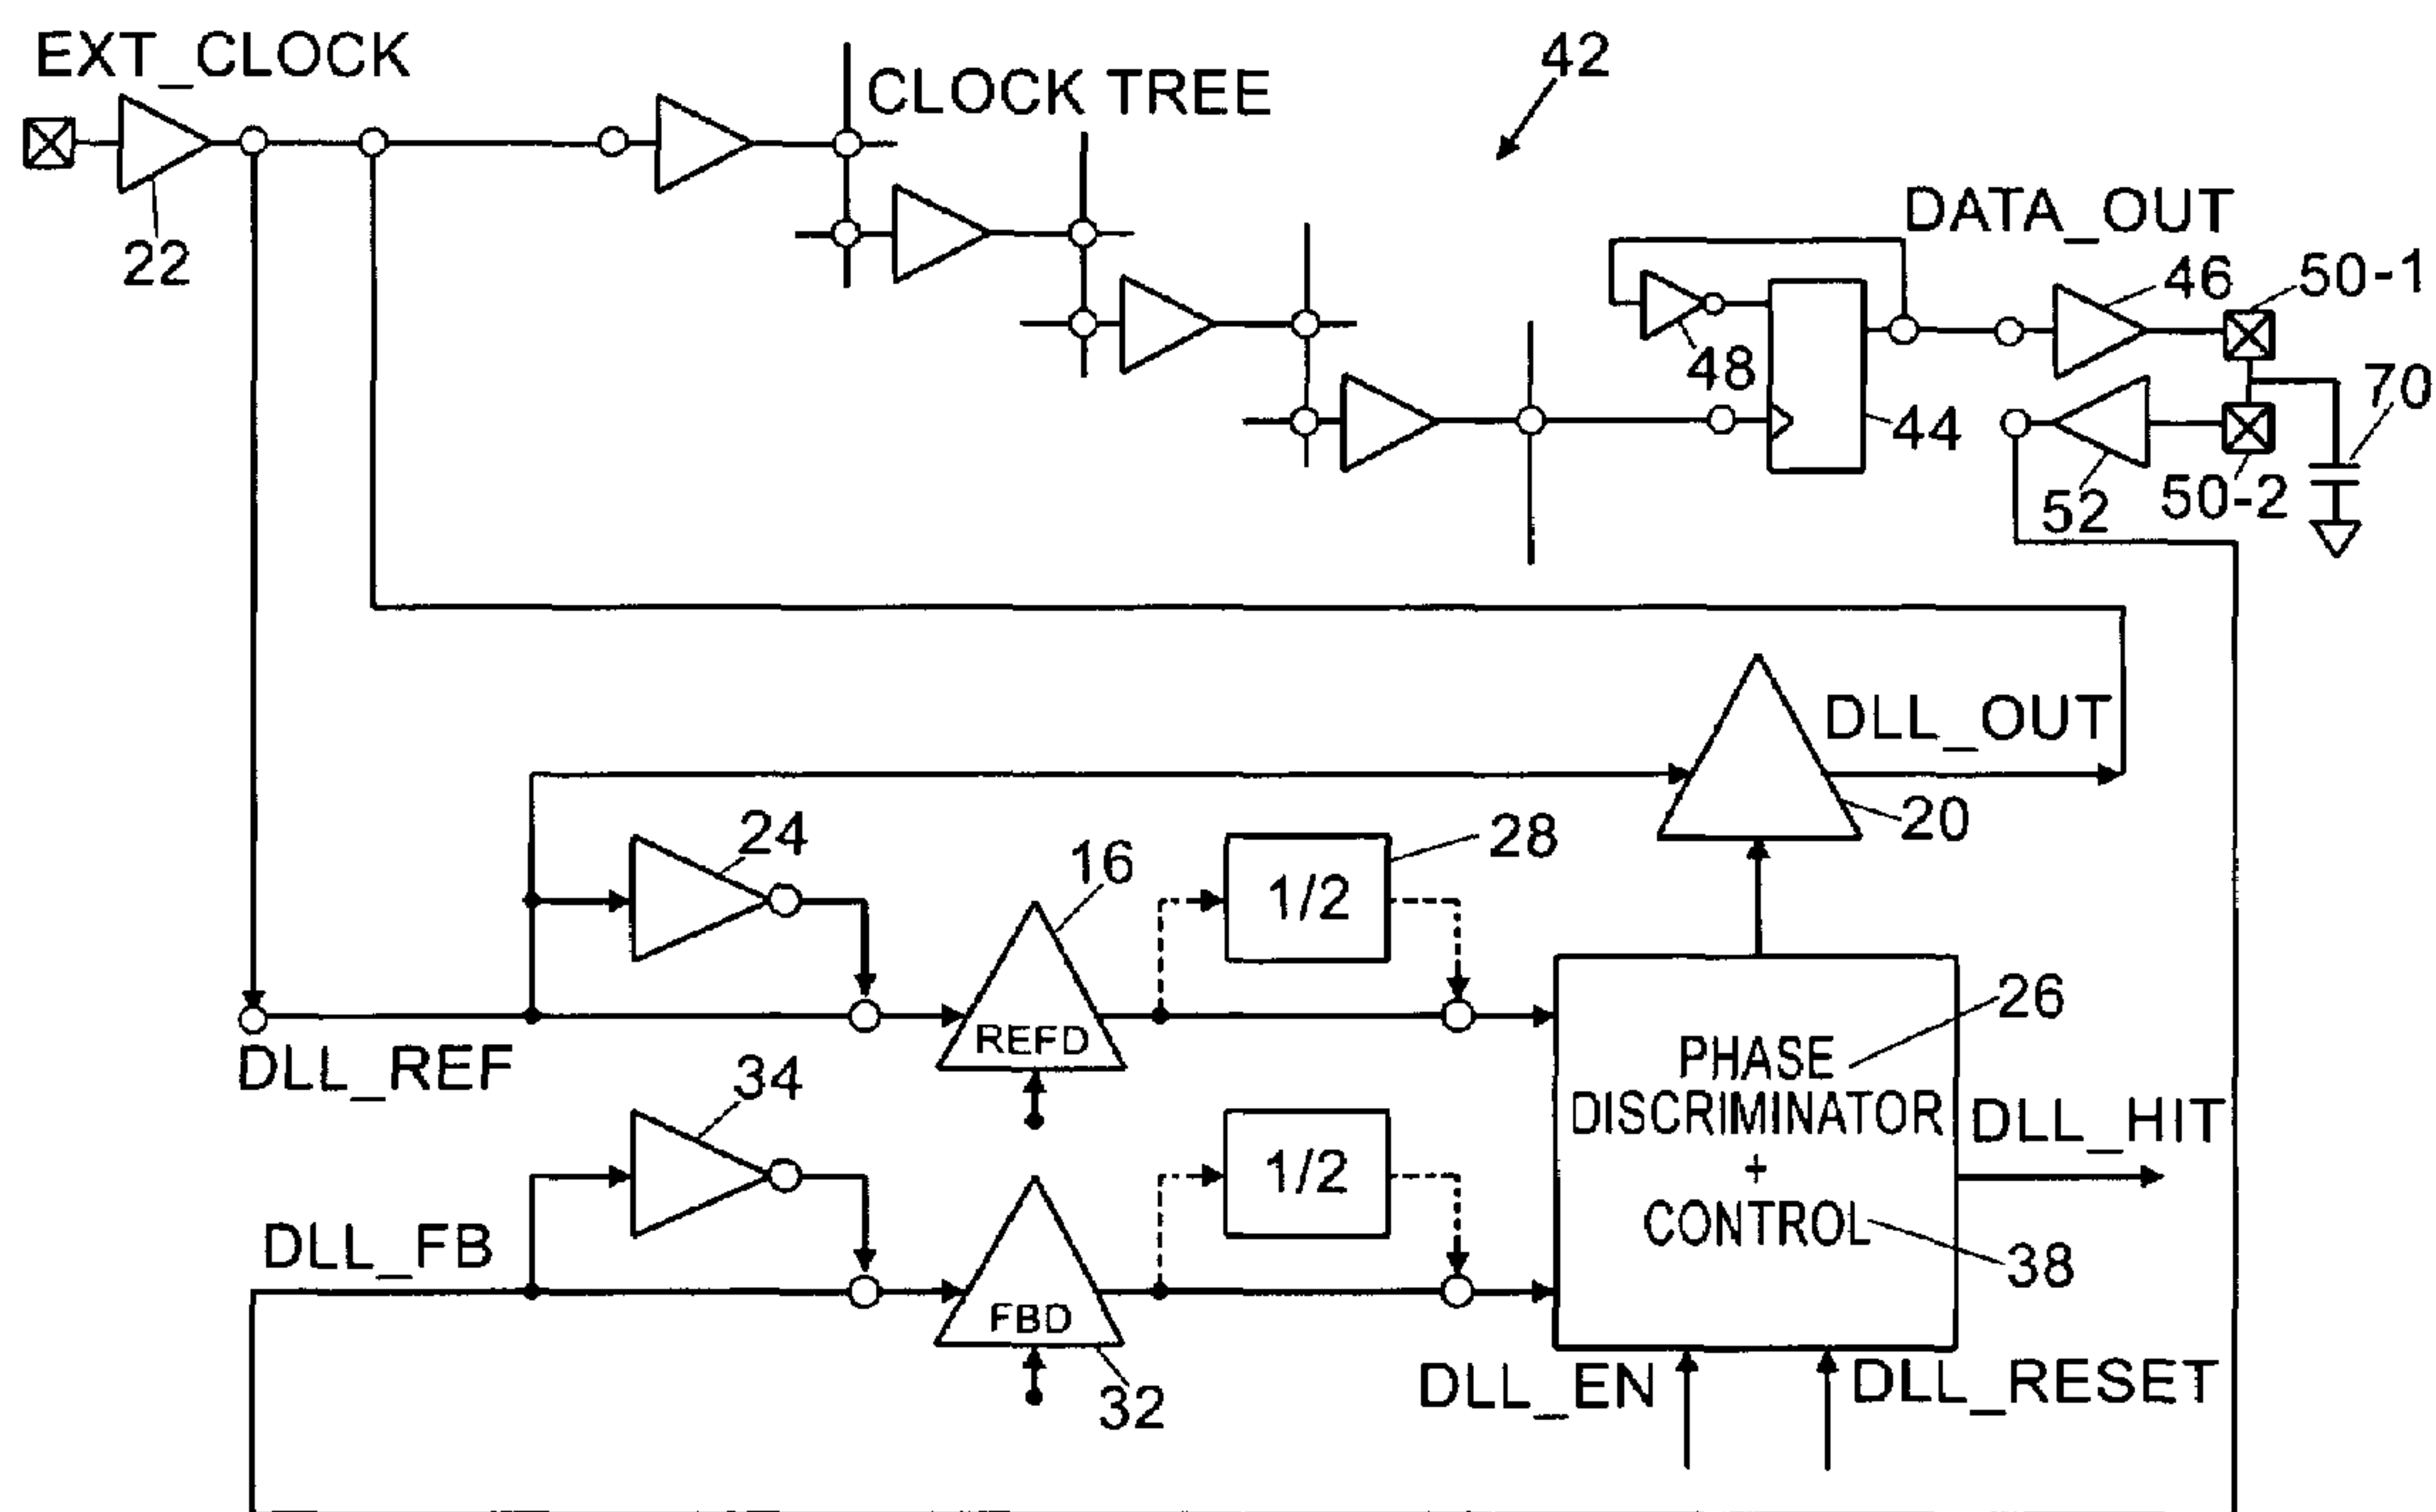 EXT_CLOCK
CLOCK TREE
42
22
DATA_OUT
46
50-1
48
44
70
52
50-2
DLL_OUT
20
24
16
28
1/2
REFD
DLL_REF
26
PHASE
DISCRIMINATOR
+
CONTROL
DLL_HIT
34
1/2
DLL_FB
38
FBD
32
DLL_EN
DLL_RESET